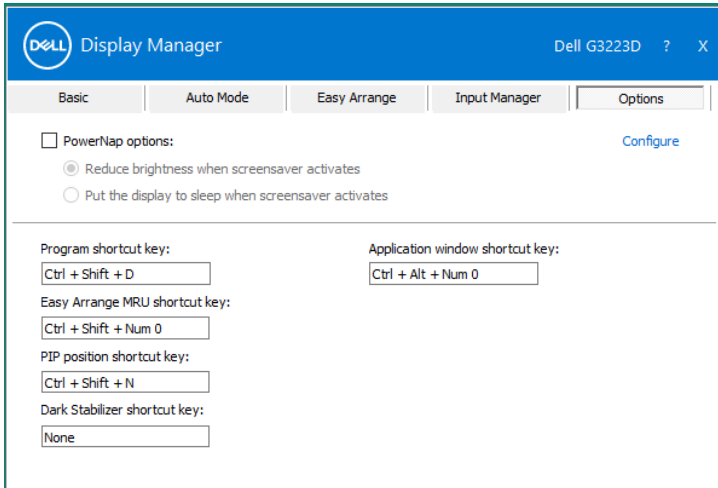 DELL Display Manager Dell G3223D ? X
Basic Auto Mode Easy Arrange Input Manager Options
PowerNap options: Configure
Reduce brightness when screensaver activates
Put the display to sleep when screensaver activates
Program shortcut key: Application window shortcut key:
Ctrl + Shift + D Ctrl + Alt + Num 0
Easy Arrange MRU shortcut key:
Ctrl + Shift + Num 0
PIP position shortcut key:
Ctrl + Shift + N
Dark Stabilizer shortcut key:
None